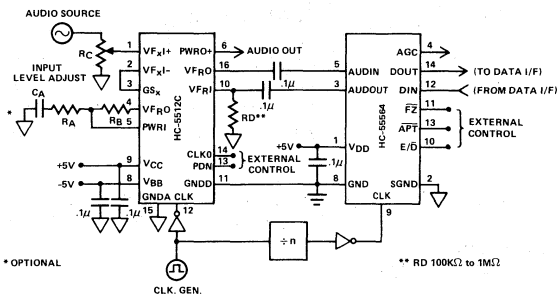 AUDIO SOURCE
RC
INPUT
LEVEL ADJUST
1 VFxI+
2 VFxI-
3 GSx
* CA
RA
RB
4 VFRO
5 PWRI
+5V
9 VCC
-5V
8 VBB
.1μ
.1μ
HC-5512C
PWRO+ 6
AUDIO OUT
VFRO 16
.1μ
VFRI 10
.1μ
RD**
CLK0 14
PDN 13
EXTERNAL
CONTROL
GNDD 11
GNDA CLK
15
12
+5V
.1μ
HC-55564
5 AUDIN
3 AUDOUT
1 VDD
8 GND
AGC 4
DOUT 14
(TO DATA I/F)
DIN 12
(FROM DATA I/F)
FZ 11
APT 13
E/D 10
EXTERNAL
CONTROL
SGND 2
CLK
9
÷ n
* OPTIONAL
CLK. GEN.
** RD 100KΩ to 1MΩ